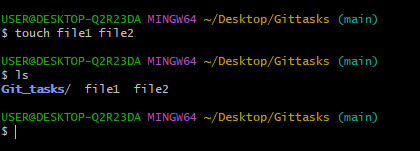 USER@DESKTOP-Q2R23DA MINGW64 ~/Desktop/Gittasks (main)
$ touch file1 file2
USER@DESKTOP-Q2R23DA MINGW64 ~/Desktop/Gittasks (main)
$ ls
Git_tasks/  file1  file2
USER@DESKTOP-Q2R23DA MINGW64 ~/Desktop/Gittasks (main)
$